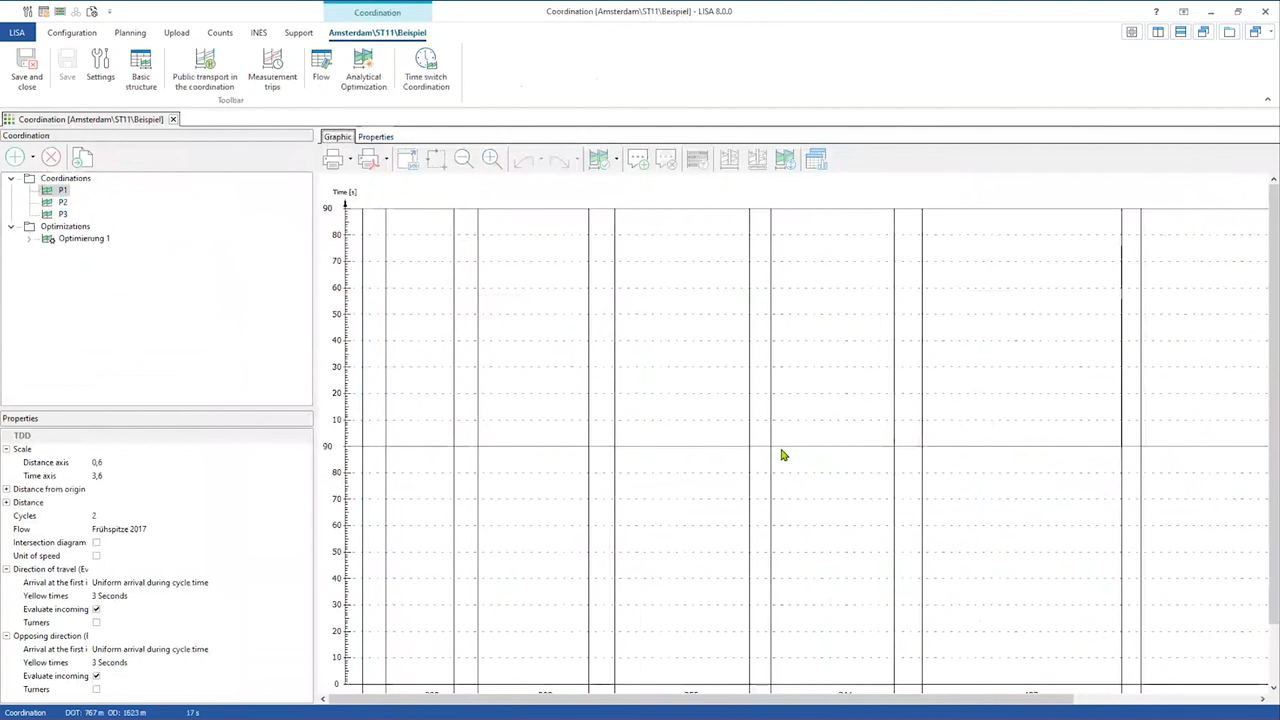 Coordination
Coordination [Amsterdam\ST11\Beispiel] - LISA 8.0.0
?
LISA
Configuration
Planning
Upload
Counts
INES
Support
Amsterdam\ST11\Beispiel
Save and close
Save
Settings
Basic structure
Public transport in the coordination
Measurement trips
Flow
Analytical Optimization
Time switch Coordination
Toolbar
Coordination [Amsterdam\ST11\Beispiel]
Coordination
Graphic
Properties
Coordinations
P1
P2
P3
Optimizations
Optimierung 1
Properties
TDD
Scale
Distance axis 0,6
Time axis 3,6
Distance from origin
Distance
Cycles 2
Flow Frühspitze 2017
Intersection diagram
Unit of speed
Direction of travel (Ev
Arrival at the first i Uniform arrival during cycle time
Yellow times 3 Seconds
Evaluate incoming
Turners
Opposing direction (
Arrival at the first i Uniform arrival during cycle time
Yellow times 3 Seconds
Evaluate incoming
Turners
Time [s]
90
80
70
60
50
40
30
20
10
90
80
70
60
50
40
30
20
10
0
Coordination DOT: 767 m OD: 1623 m 17 s